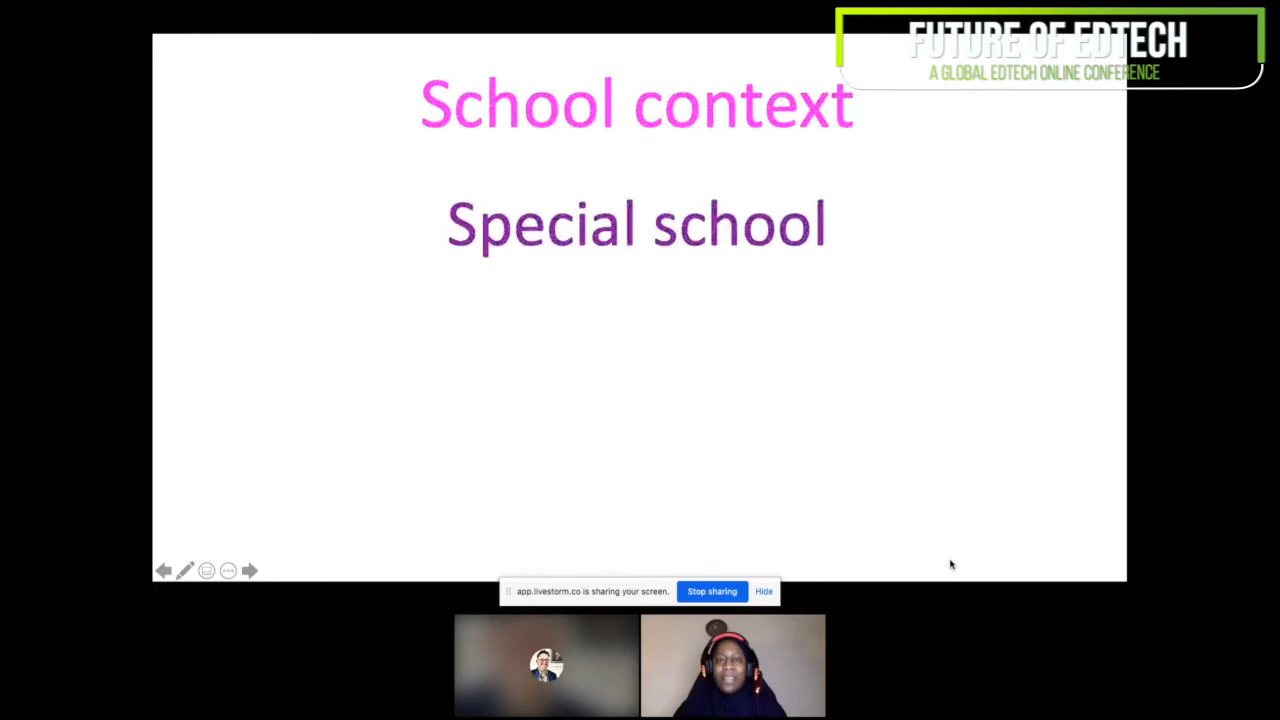 FUTURE OF EDTECH
A GLOBAL EDTECH ONLINE CONFERENCE
School context
Special school
app.livestorm.co is sharing your screen. Stop sharing Hide